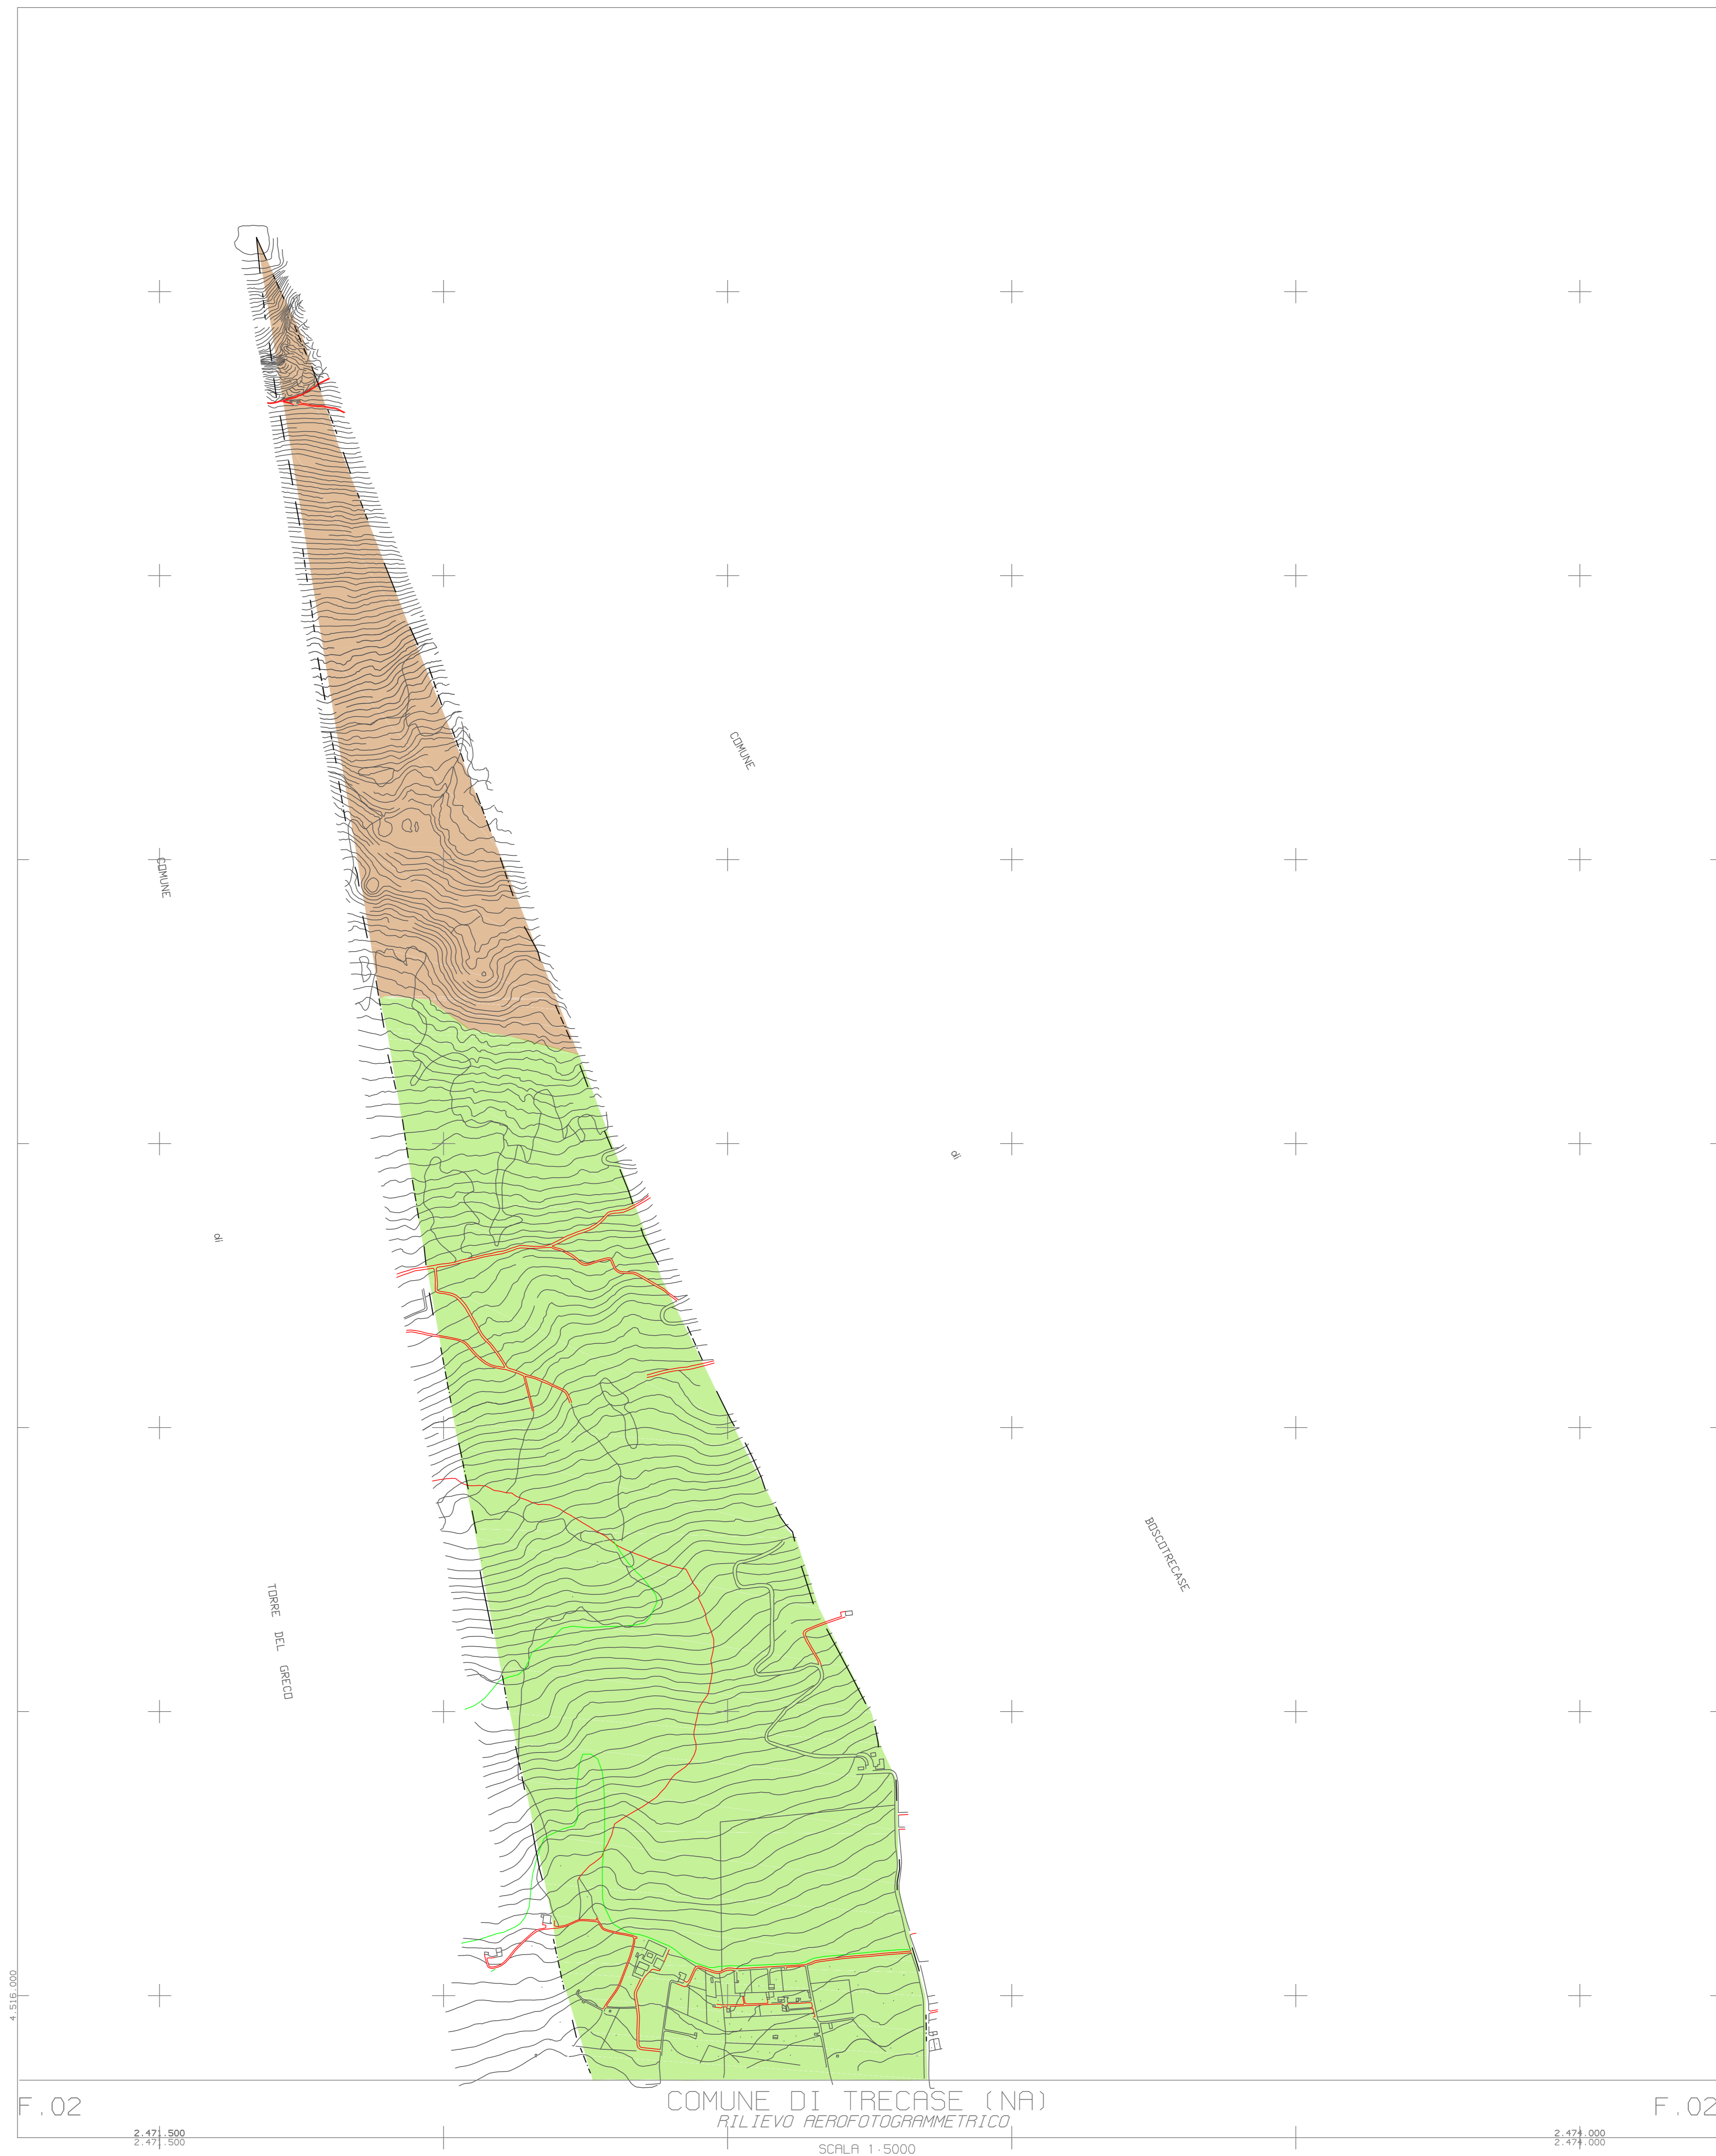 COMUNE
COMUNE
di
di
BOSCOTRECASE
TORRE DEL GRECO
4.516.000
F.02
COMUNE DI TRECASE (NA)
F.02
RILIEVO AEROFOTOGRAMMETRICO
2.471.500
2.474.000
2.471.500
2.474.000
SCALA 1:5000